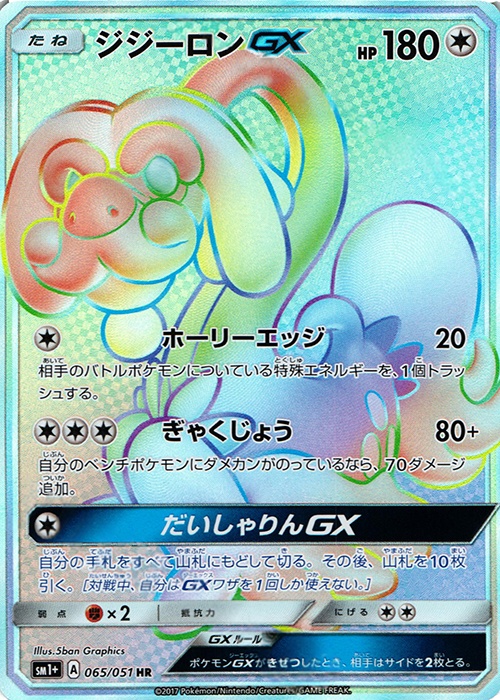 たね ジジーロンGX HP 180
ホーリーエッジ 20
相手のバトルポケモンについている特殊エネルギーを、1個トラッ
シュする。
ぎゃくじょう 80+
自分のベンチポケモンにダメカンがのっているなら、70ダメージ
追加。
だいしゃりんGX
自分の手札をすべて山札にもどして切る。その後、山札を10枚
引く。[対戦中、自分はGXワザを1回しか使えない。]
弱点 ×2 抵抗力 にげる
GXルール
Illus.5ban Graphics
ポケモンGXがきぜつしたとき、相手はサイドを2枚とる。
SM1+ A 065/051 HR
©2017 Pokémon/Nintendo/Creatures/GAME FREAK.